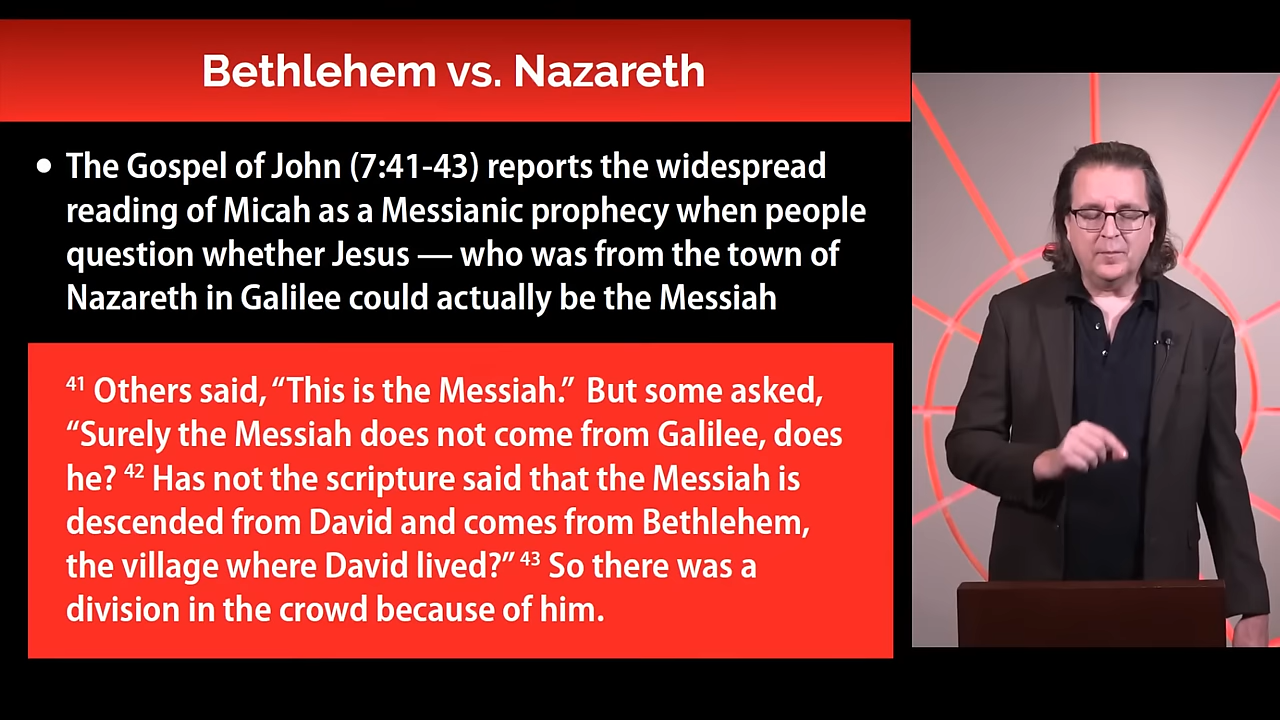 Bethlehem vs. Nazareth
• The Gospel of John (7:41-43) reports the widespread
reading of Micah as a Messianic prophecy when people
question whether Jesus — who was from the town of
Nazareth in Galilee could actually be the Messiah
41 Others said, “This is the Messiah.” But some asked,
“Surely the Messiah does not come from Galilee, does
he? 42 Has not the scripture said that the Messiah is
descended from David and comes from Bethlehem,
the village where David lived?” 43 So there was a
division in the crowd because of him.